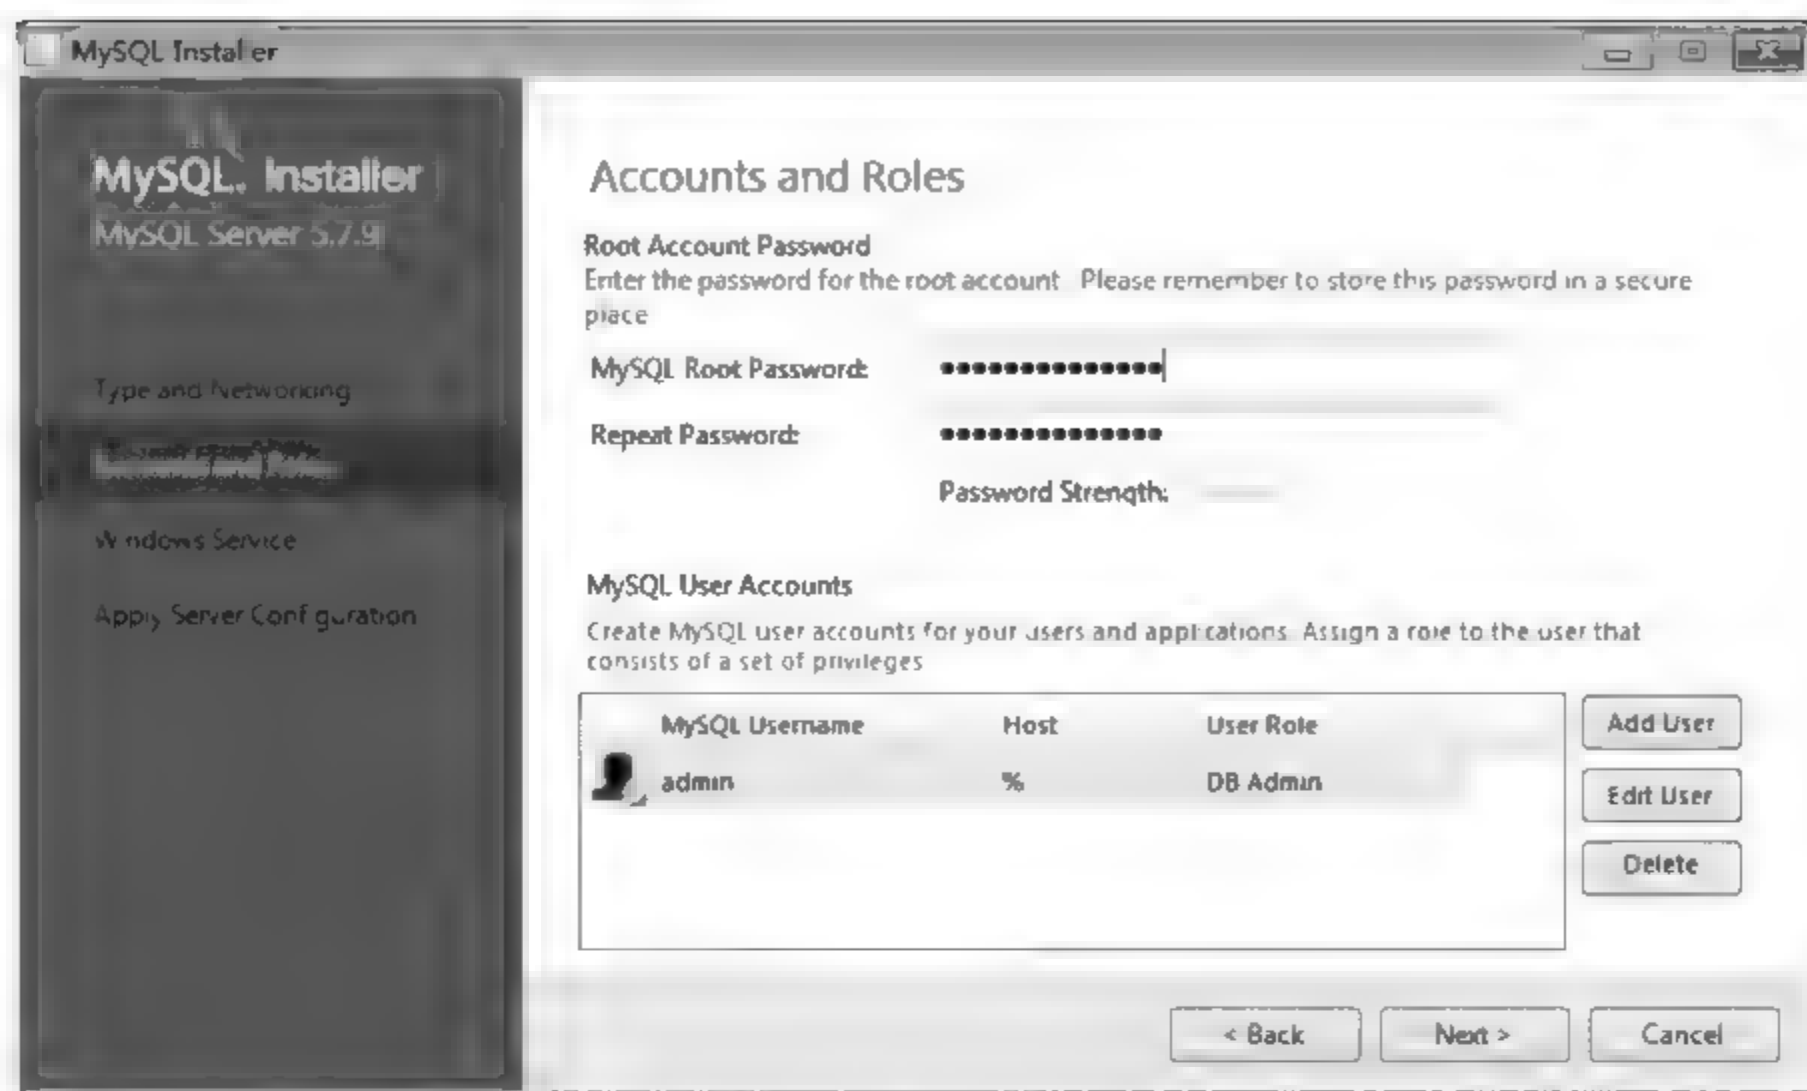 MySQL Installer
MySQL. Installer
MySQL Server 5.7.9
Type and Networking
Windows Service
Apply Server Configuration
Accounts and Roles
Root Account Password
Enter the password for the root account. Please remember to store this password in a secure
place
MySQL Root Password: ••••••••••••••
Repeat Password: ••••••••••••••
Password Strength:
MySQL User Accounts
Create MySQL user accounts for your users and applications. Assign a role to the user that
consists of a set of privileges
MySQL Username Host User Role
admin % DB Admin
Add User
Edit User
Delete
< Back Next > Cancel